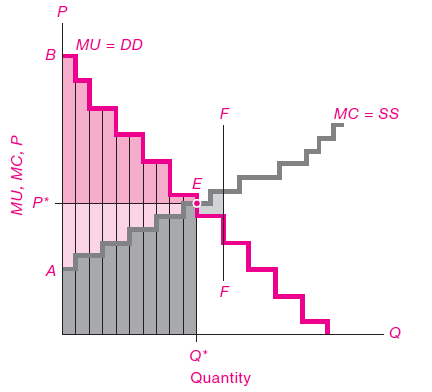 P
B
MU = DD
F
MC = SS
MU, MC, P
E
P*
A
F
Q
Q*
Quantity